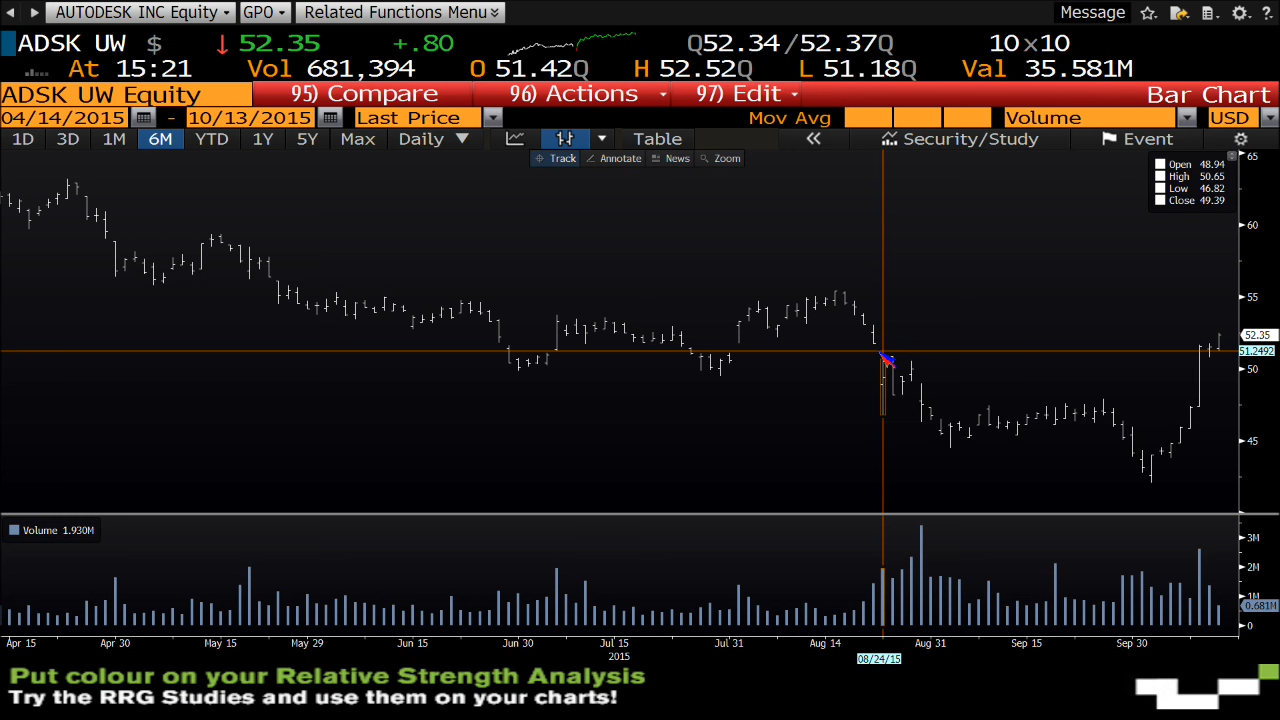 AUTODESK INC Equity GPO Related Functions Menu Message ?
ADSK UW $ ↓ 52.35 +.80 Q52.34/52.37Q 10x10
At 15:21 Vol 681,394 O 51.42Q H 52.52Q L 51.18Q Val 35.581M
ADSK UW Equity 95) Compare 96) Actions 97) Edit Bar Chart
04/14/2015 - 10/13/2015 Last Price Mov Avg Volume USD
1D 3D 1M 6M YTD 1Y 5Y Max Daily Table Security/Study Event
Track Annotate News Zoom
Open 48.94
High 50.65
Low 46.82
Close 49.39
65
60
55
52.35
51.2492
50
45
Volume 1.930M
3M
2M
1M
0.681M
0
Apr 15 Apr 30 May 15 May 29 Jun 15 Jun 30 Jul 15 Jul 31 Aug 14 Aug 31 Sep 15 Sep 30
2015 08/24/15
Put colour on your Relative Strength Analysis
Try the RRG Studies and use them on your charts!